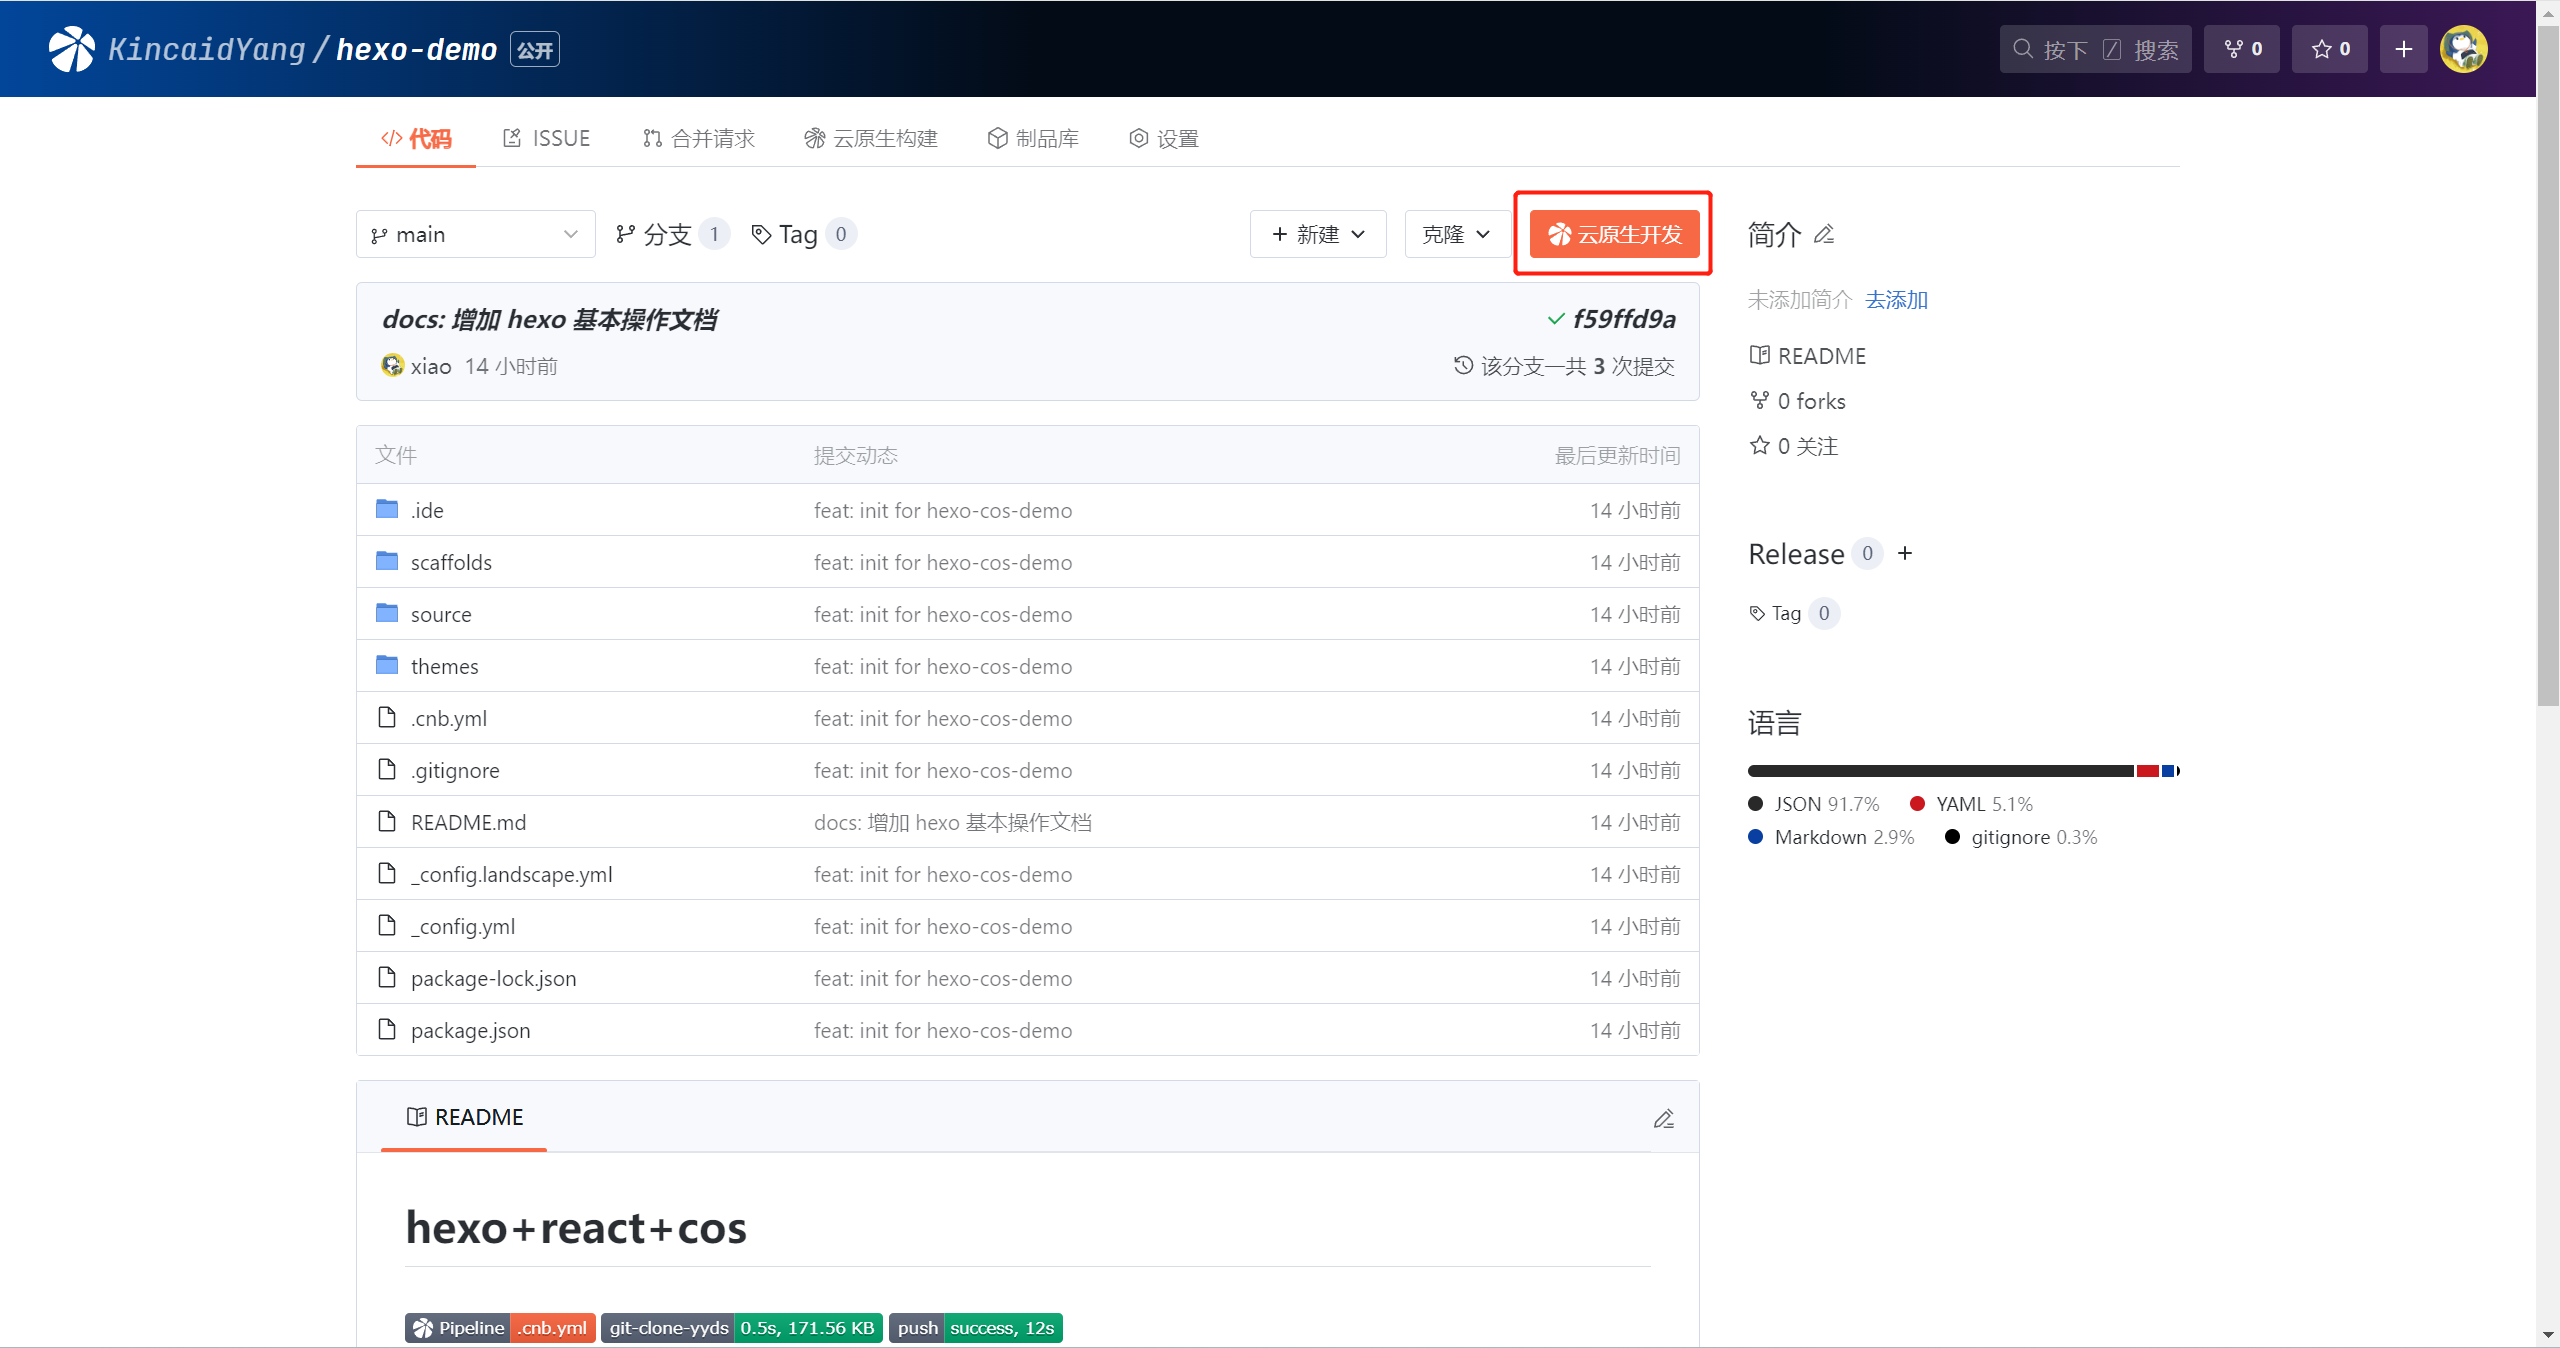 KincaidYang / hexo-demo 公开
按下 / 搜索
0
0
代码
ISSUE
合并请求
云原生构建
制品库
设置
main
分支 1
Tag 0
新建
克隆
云原生开发
docs: 增加 hexo 基本操作文档
f59ffd9a
xiao 14 小时前
该分支一共 3 次提交
文件 提交动态 最后更新时间
.ide feat: init for hexo-cos-demo 14 小时前
scaffolds feat: init for hexo-cos-demo 14 小时前
source feat: init for hexo-cos-demo 14 小时前
themes feat: init for hexo-cos-demo 14 小时前
.cnb.yml feat: init for hexo-cos-demo 14 小时前
.gitignore feat: init for hexo-cos-demo 14 小时前
README.md docs: 增加 hexo 基本操作文档 14 小时前
_config.landscape.yml feat: init for hexo-cos-demo 14 小时前
_config.yml feat: init for hexo-cos-demo 14 小时前
package-lock.json feat: init for hexo-cos-demo 14 小时前
package.json feat: init for hexo-cos-demo 14 小时前
README
hexo+react+cos
Pipeline .cnb.yml git-clone-yyds 0.5s, 171.56 KB push success, 12s
简介
未添加简介 去添加
README
0 forks
0 关注
Release 0 +
Tag 0
语言
JSON 91.7% YAML 5.1%
Markdown 2.9% gitignore 0.3%